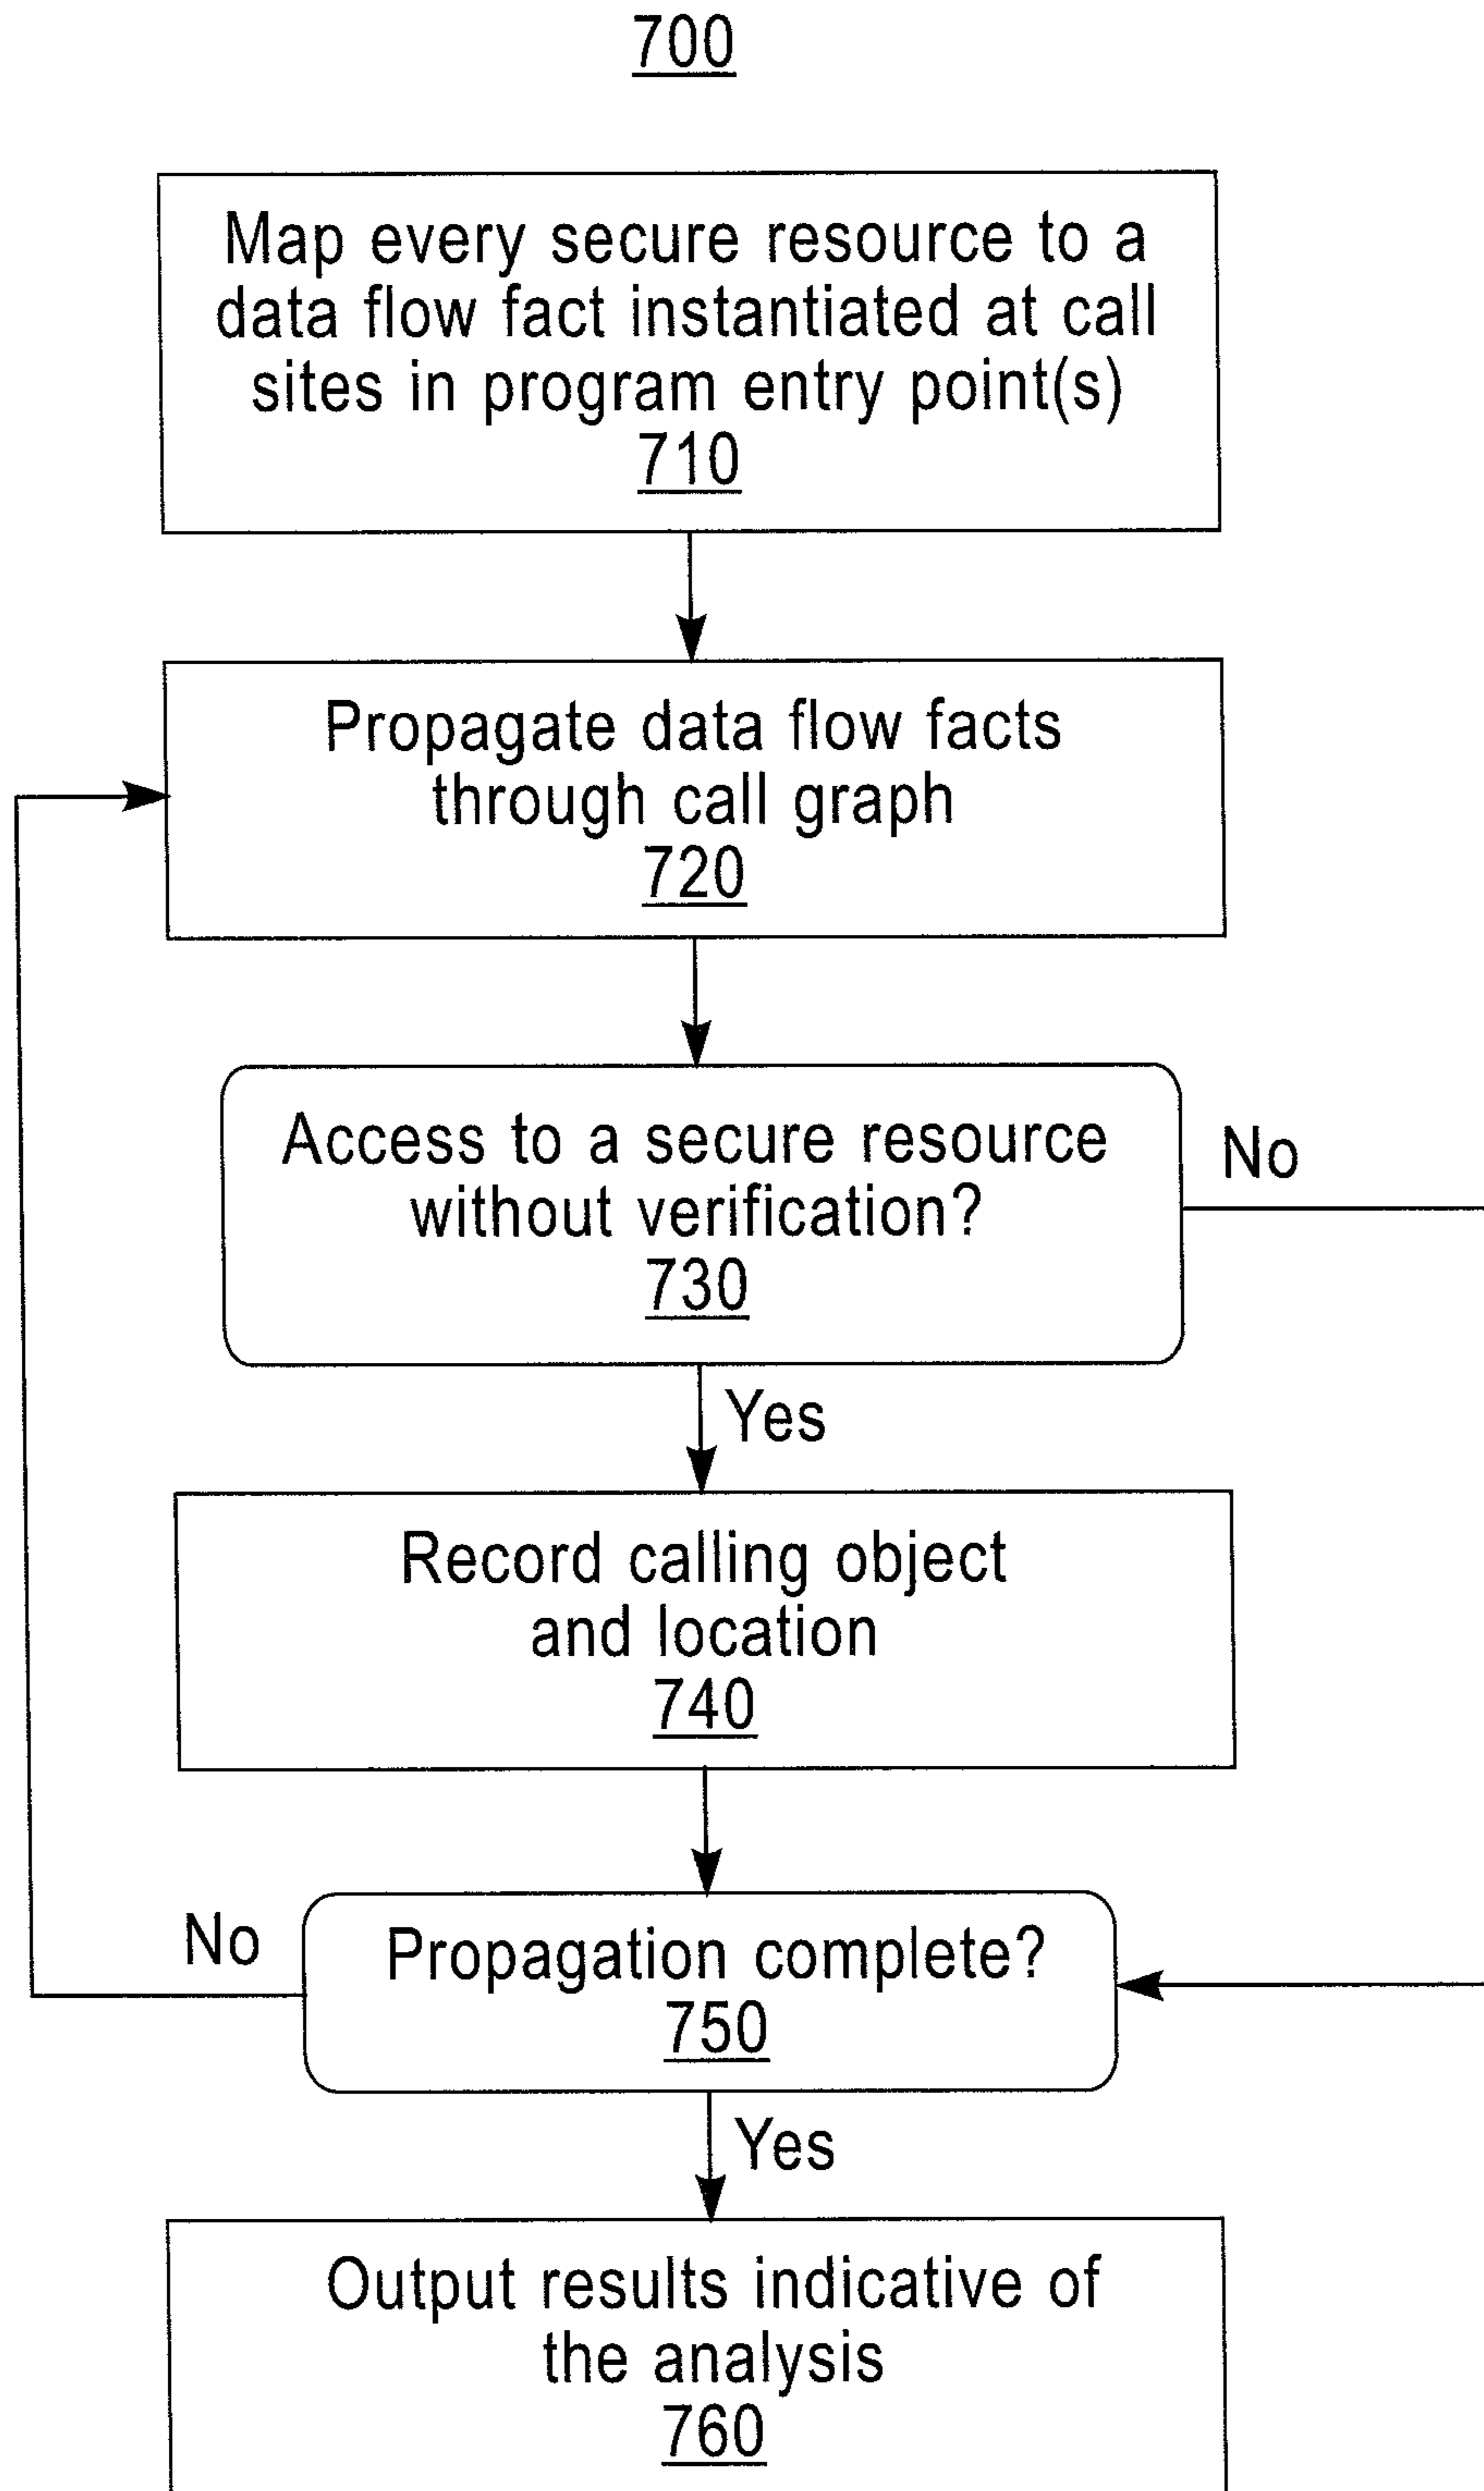 700
Map every secure resource to a
data flow fact instantiated at call
sites in program entry point(s)
710
Propagate data flow facts
through call graph
720
Access to a secure resource
without verification?
730
No
Yes
Record calling object
and location
740
No
Propagation complete?
750
Yes
Output results indicative of
the analysis
760